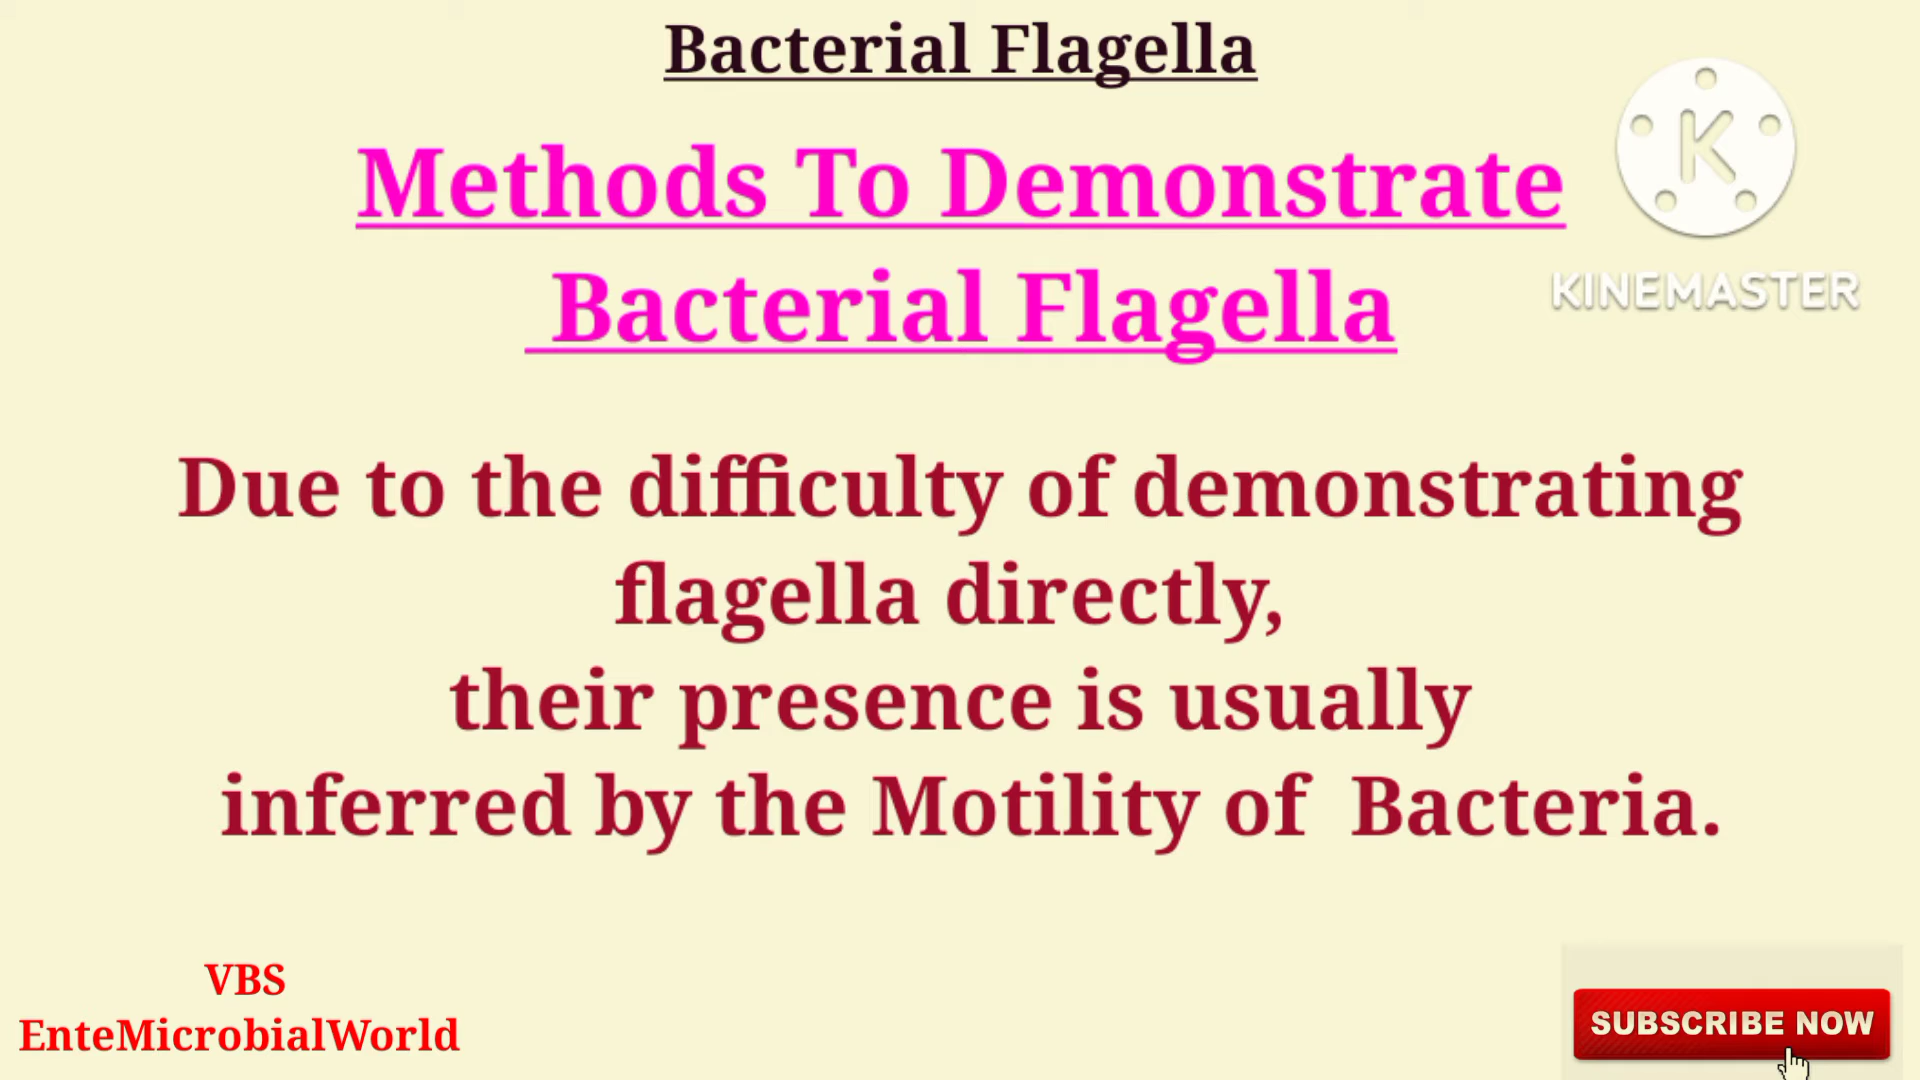 Bacterial Flagella
Methods To Demonstrate
Bacterial Flagella
K
KINEMASTER
Due to the difficulty of demonstrating
flagella directly,
their presence is usually
inferred by the Motility of Bacteria.
VBS
EnteMicrobialWorld
SUBSCRIBE NOW